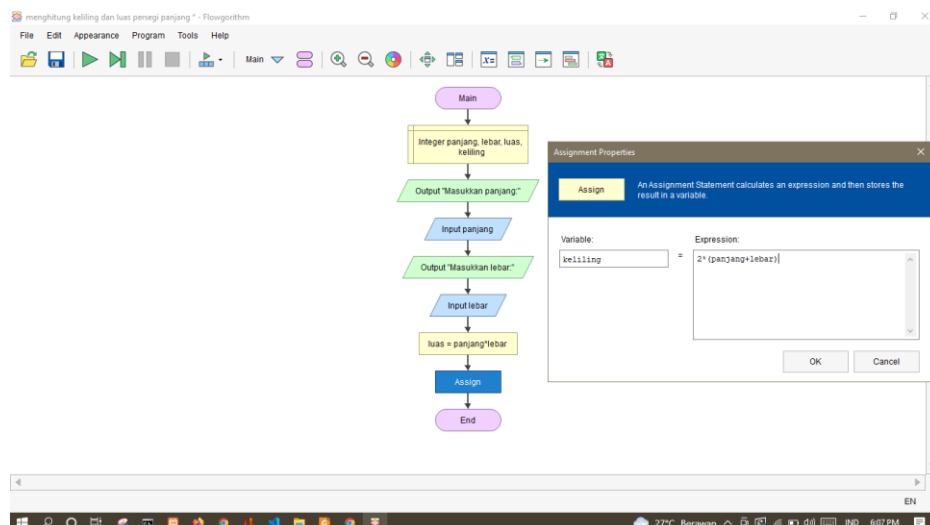 menghitung keliling dan luas persegi panjang * - Flowgorithm
File Edit Appearance Program Tools Help
Main
Main
Integer panjang, lebar, luas,
keliling
Output "Masukkan panjang:"
Input panjang
Output "Masukkan lebar:"
Input lebar
luas = panjang*lebar
Assign
End
Assignment Properties
Assign
An Assignment Statement calculates an expression and then stores the
result in a variable.
Variable:
Expression:
keliling
=
2*(panjang+lebar)
OK
Cancel
EN
27°C Berawan
IND
6:07 PM